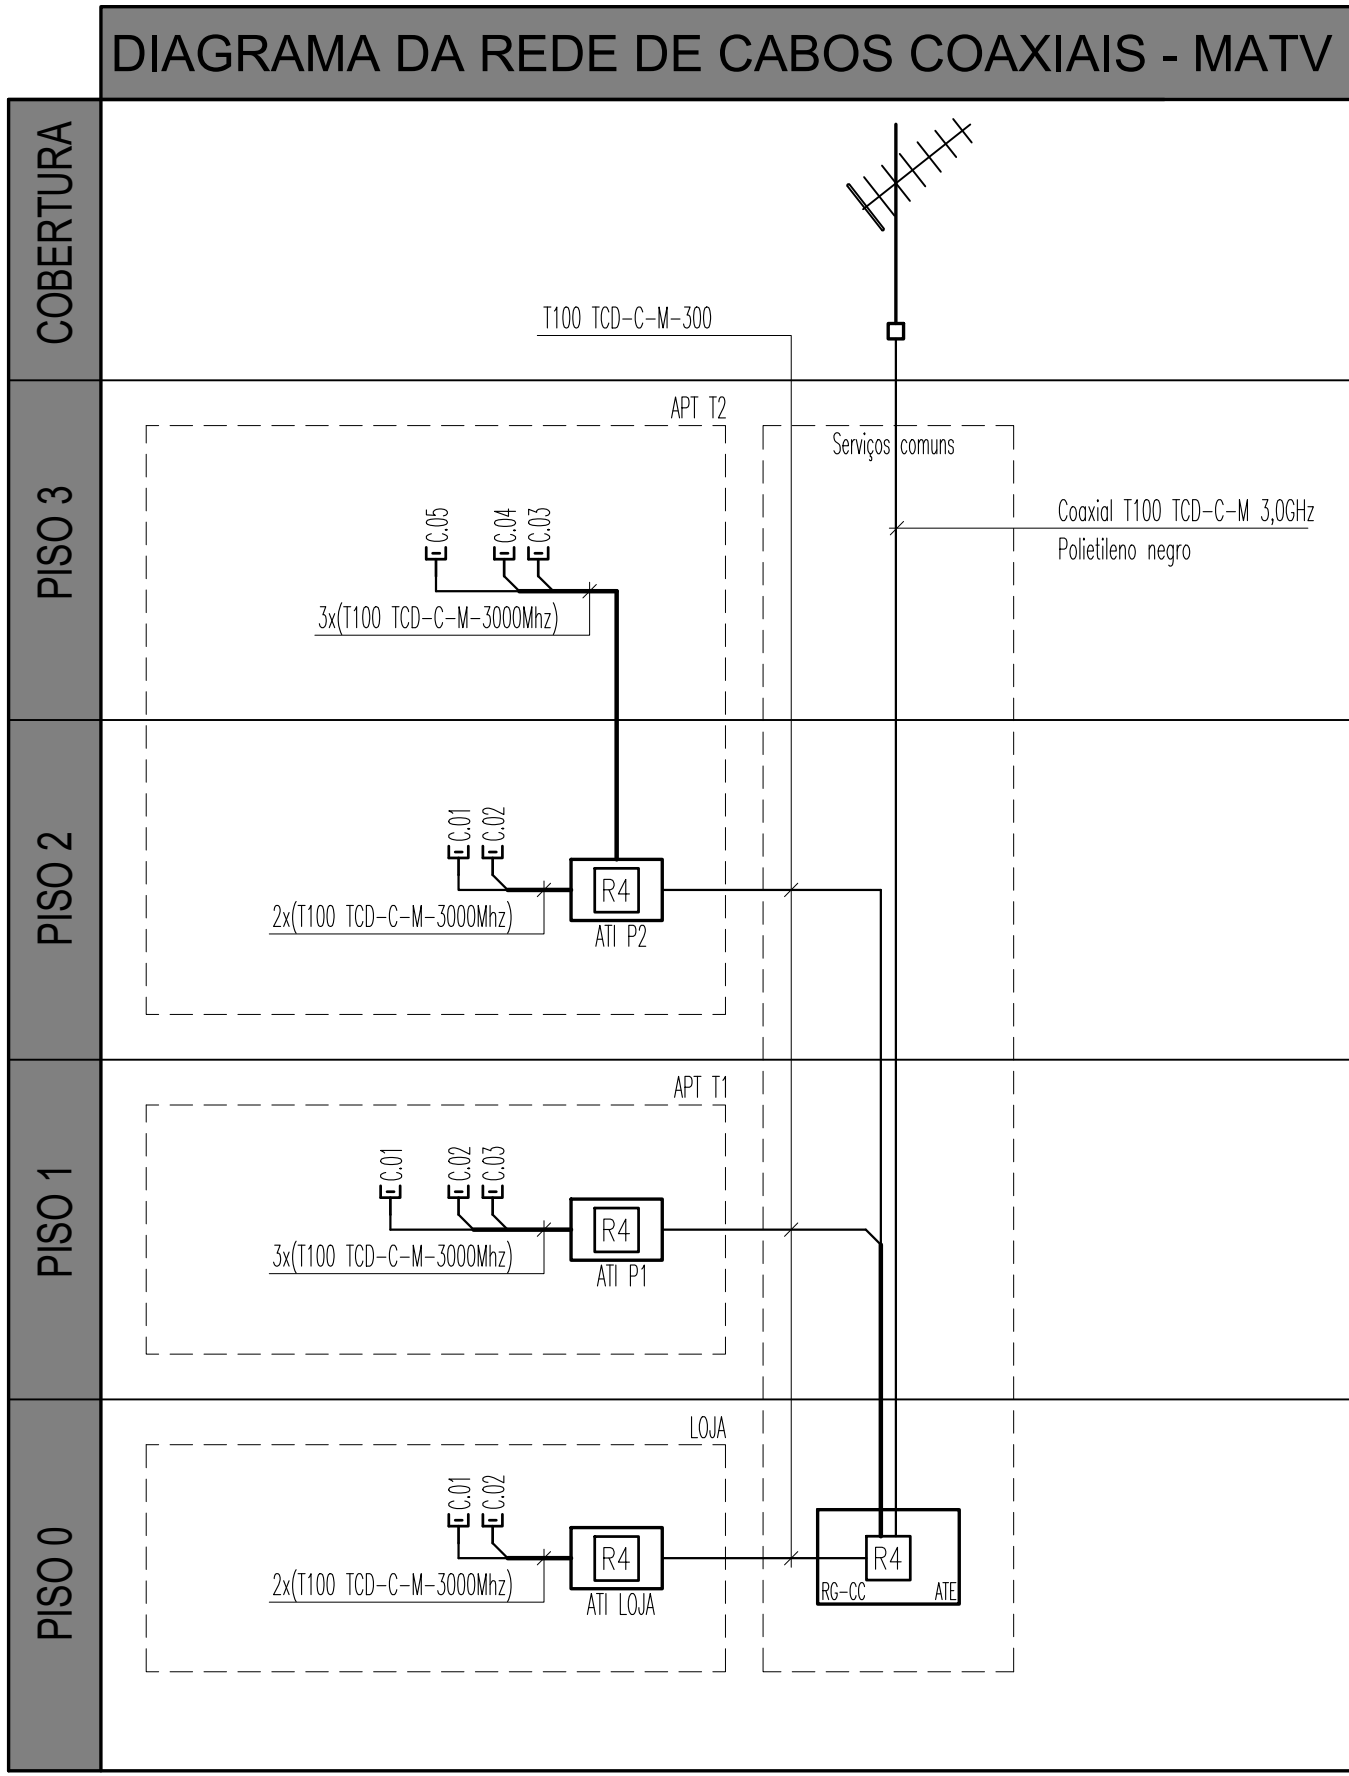 DIAGRAMA DA REDE DE CABOS COAXIAIS - MATV
COBERTURA
T100 TCD-C-M-300
PISO 3
APT T2
Serviços comuns
Coaxial T100 TCD-C-M 3,0GHz
Polietileno negro
C.05
C.04
C.03
3x(T100 TCD-C-M-3000Mhz)
PISO 2
C.01
C.02
R4
2x(T100 TCD-C-M-3000Mhz)
ATI P2
PISO 1
APT T1
C.01
C.02
C.03
R4
3x(T100 TCD-C-M-3000Mhz)
ATI P1
PISO 0
LOJA
C.01
C.02
R4
R4
2x(T100 TCD-C-M-3000Mhz)
ATI LOJA
RG-CC
ATE